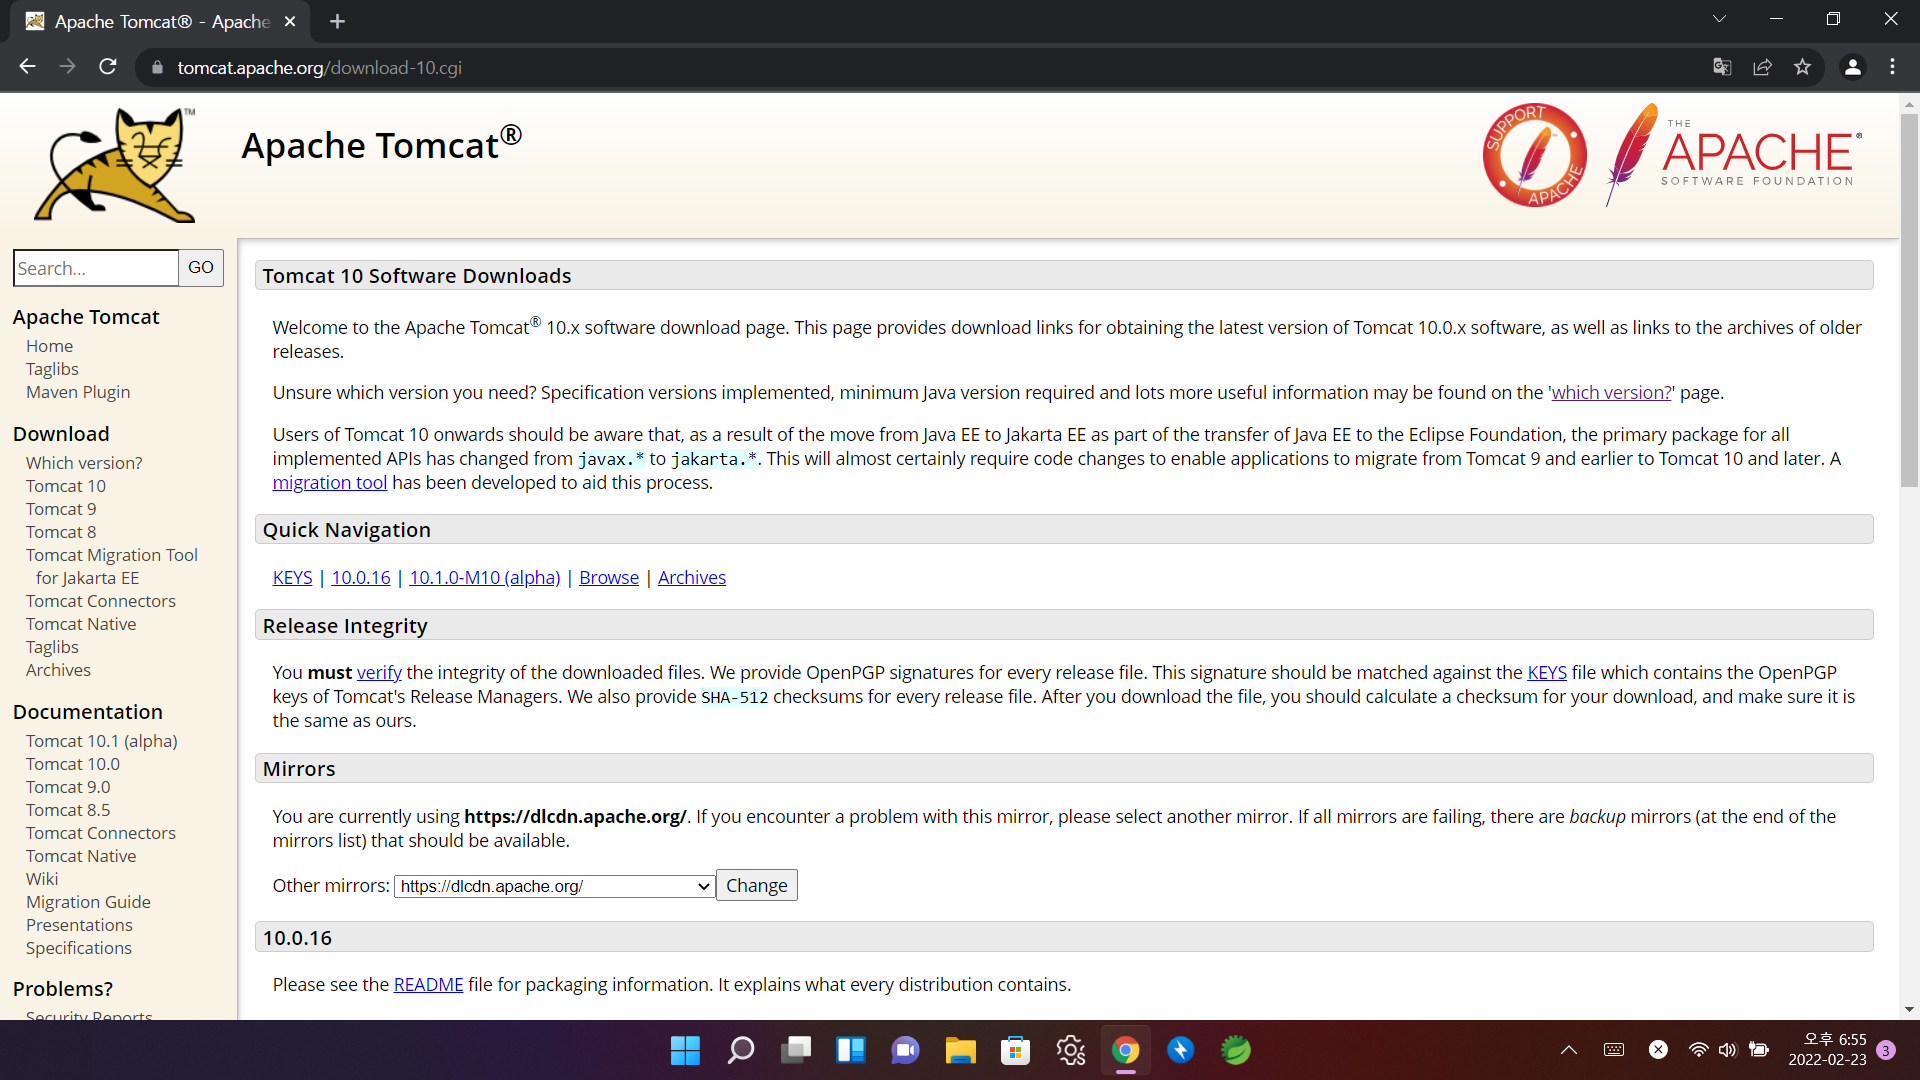 Apache Tomcat® - Apache
tomcat.apache.org/download-10.cgi
TM
Apache Tomcat®
SUPPORT APACHE
THE
APACHE®
SOFTWARE FOUNDATION
Search...
GO
Apache Tomcat
Home
Taglibs
Maven Plugin
Download
Which version?
Tomcat 10
Tomcat 9
Tomcat 8
Tomcat Migration Tool
for Jakarta EE
Tomcat Connectors
Tomcat Native
Taglibs
Archives
Documentation
Tomcat 10.1 (alpha)
Tomcat 10.0
Tomcat 9.0
Tomcat 8.5
Tomcat Connectors
Tomcat Native
Wiki
Migration Guide
Presentations
Specifications
Problems?
Security Reports
Tomcat 10 Software Downloads
Welcome to the Apache Tomcat® 10.x software download page. This page provides download links for obtaining the latest version of Tomcat 10.0.x software, as well as links to the archives of older
releases.
Unsure which version you need? Specification versions implemented, minimum Java version required and lots more useful information may be found on the 'which version?' page.
Users of Tomcat 10 onwards should be aware that, as a result of the move from Java EE to Jakarta EE as part of the transfer of Java EE to the Eclipse Foundation, the primary package for all
implemented APIs has changed from javax.* to jakarta.*. This will almost certainly require code changes to enable applications to migrate from Tomcat 9 and earlier to Tomcat 10 and later. A
migration tool has been developed to aid this process.
Quick Navigation
KEYS | 10.0.16 | 10.1.0-M10 (alpha) | Browse | Archives
Release Integrity
You must verify the integrity of the downloaded files. We provide OpenPGP signatures for every release file. This signature should be matched against the KEYS file which contains the OpenPGP
keys of Tomcat's Release Managers. We also provide SHA-512 checksums for every release file. After you download the file, you should calculate a checksum for your download, and make sure it is
the same as ours.
Mirrors
You are currently using https://dlcdn.apache.org/. If you encounter a problem with this mirror, please select another mirror. If all mirrors are failing, there are backup mirrors (at the end of the
mirrors list) that should be available.
Other mirrors: https://dlcdn.apache.org/ Change
10.0.16
Please see the README file for packaging information. It explains what every distribution contains.
오후 6:55
2022-02-23
3